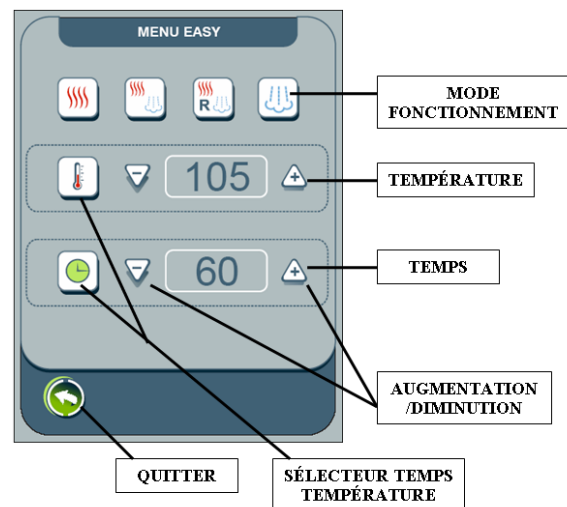 MENU EASY
R
MODE
FONCTIONNEMENT
105
TEMPÉRATURE
60
TEMPS
AUGMENTATION
/DIMINUTION
QUITTER
SÉLECTEUR TEMPS
TEMPÉRATURE